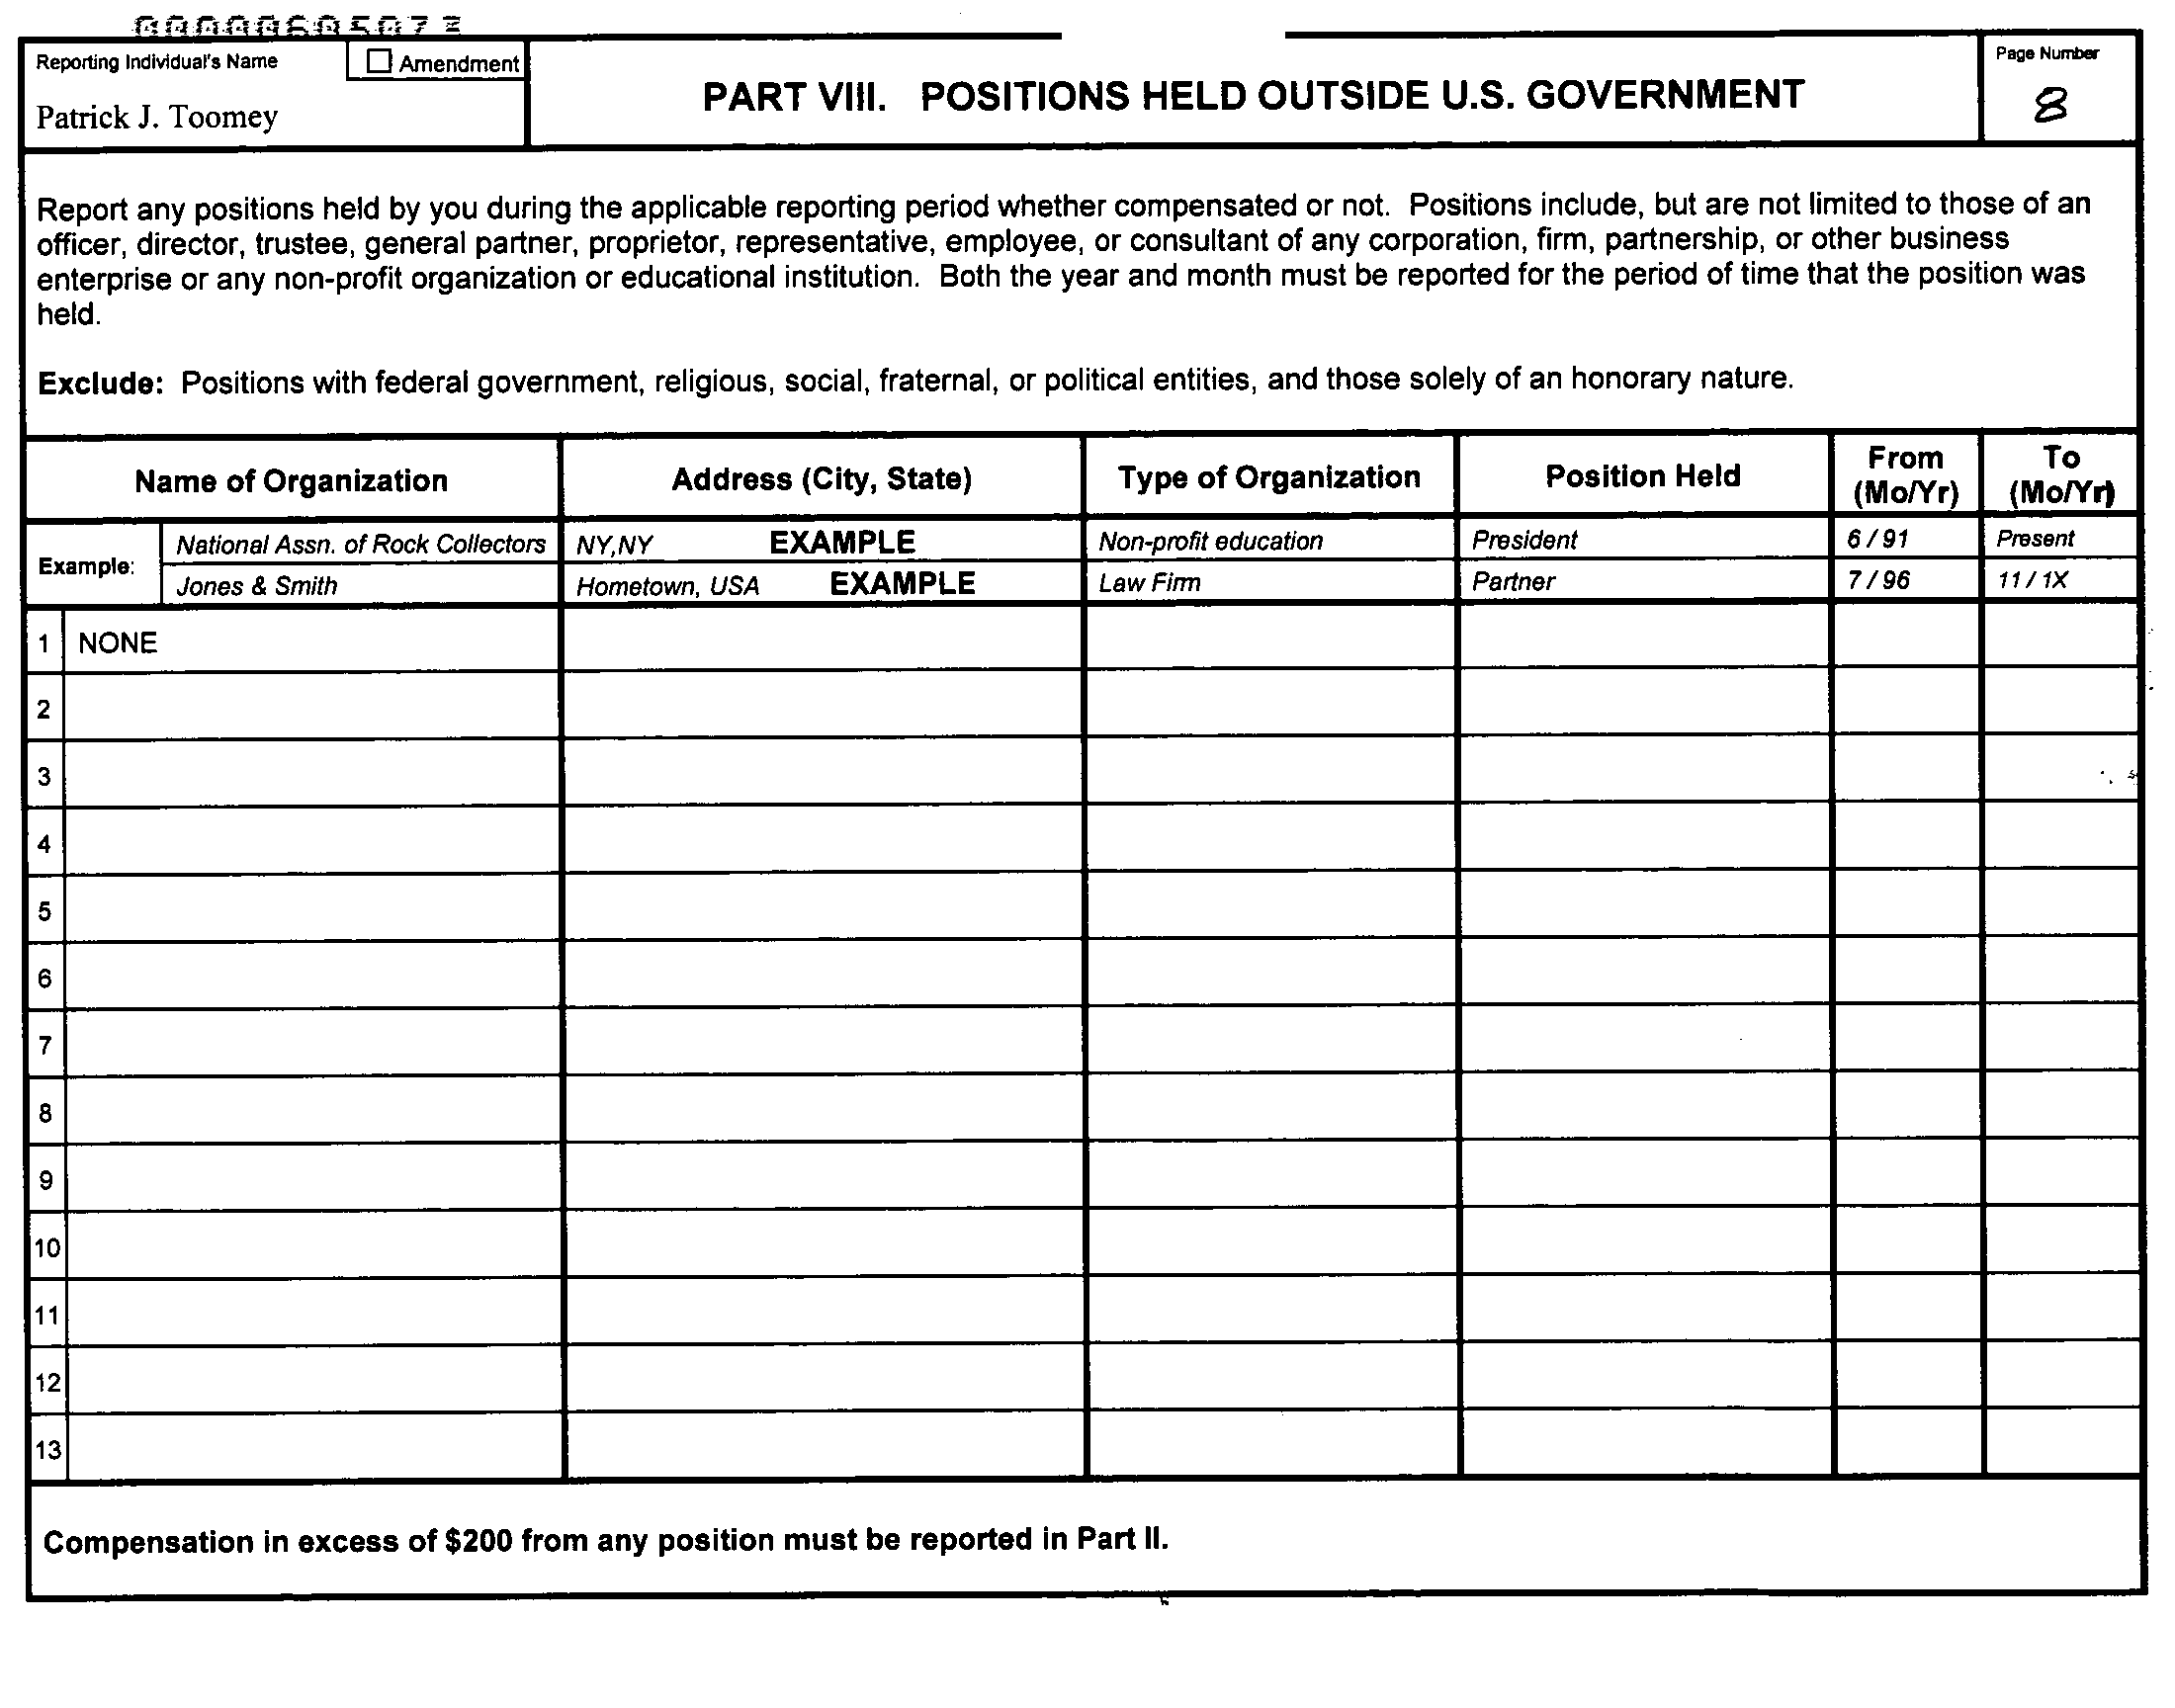 Reporting Individual's Name
Amendment
Patrick J. Toomey
PART VIII. POSITIONS HELD OUTSIDE U.S. GOVERNMENT
Page Number
8
Report any positions held by you during the applicable reporting period whether compensated or not. Positions include, but are not limited to those of an
officer, director, trustee, general partner, proprietor, representative, employee, or consultant of any corporation, firm, partnership, or other business
enterprise or any non-profit organization or educational institution. Both the year and month must be reported for the period of time that the position was
held.
Exclude: Positions with federal government, religious, social, fraternal, or political entities, and those solely of an honorary nature.
Name of Organization Address (City, State) Type of Organization Position Held From (Mo/Yr) To (Mo/Yr)
Example:
National Assn. of Rock Collectors NY,NY EXAMPLE Non-profit education President 6 / 91 Present
Jones & Smith Hometown, USA EXAMPLE Law Firm Partner 7 / 96 11 / 1X
1 NONE
2
3
4
5
6
7
8
9
10
11
12
13
Compensation in excess of $200 from any position must be reported in Part II.